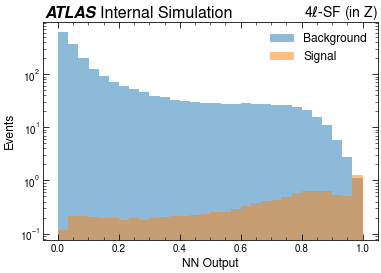 ATLAS Internal Simulation 4ℓ-SF (in Z)
Background
Signal
Events
10²
10¹
10⁰
10⁻¹
0.0 0.2 0.4 0.6 0.8 1.0
NN Output